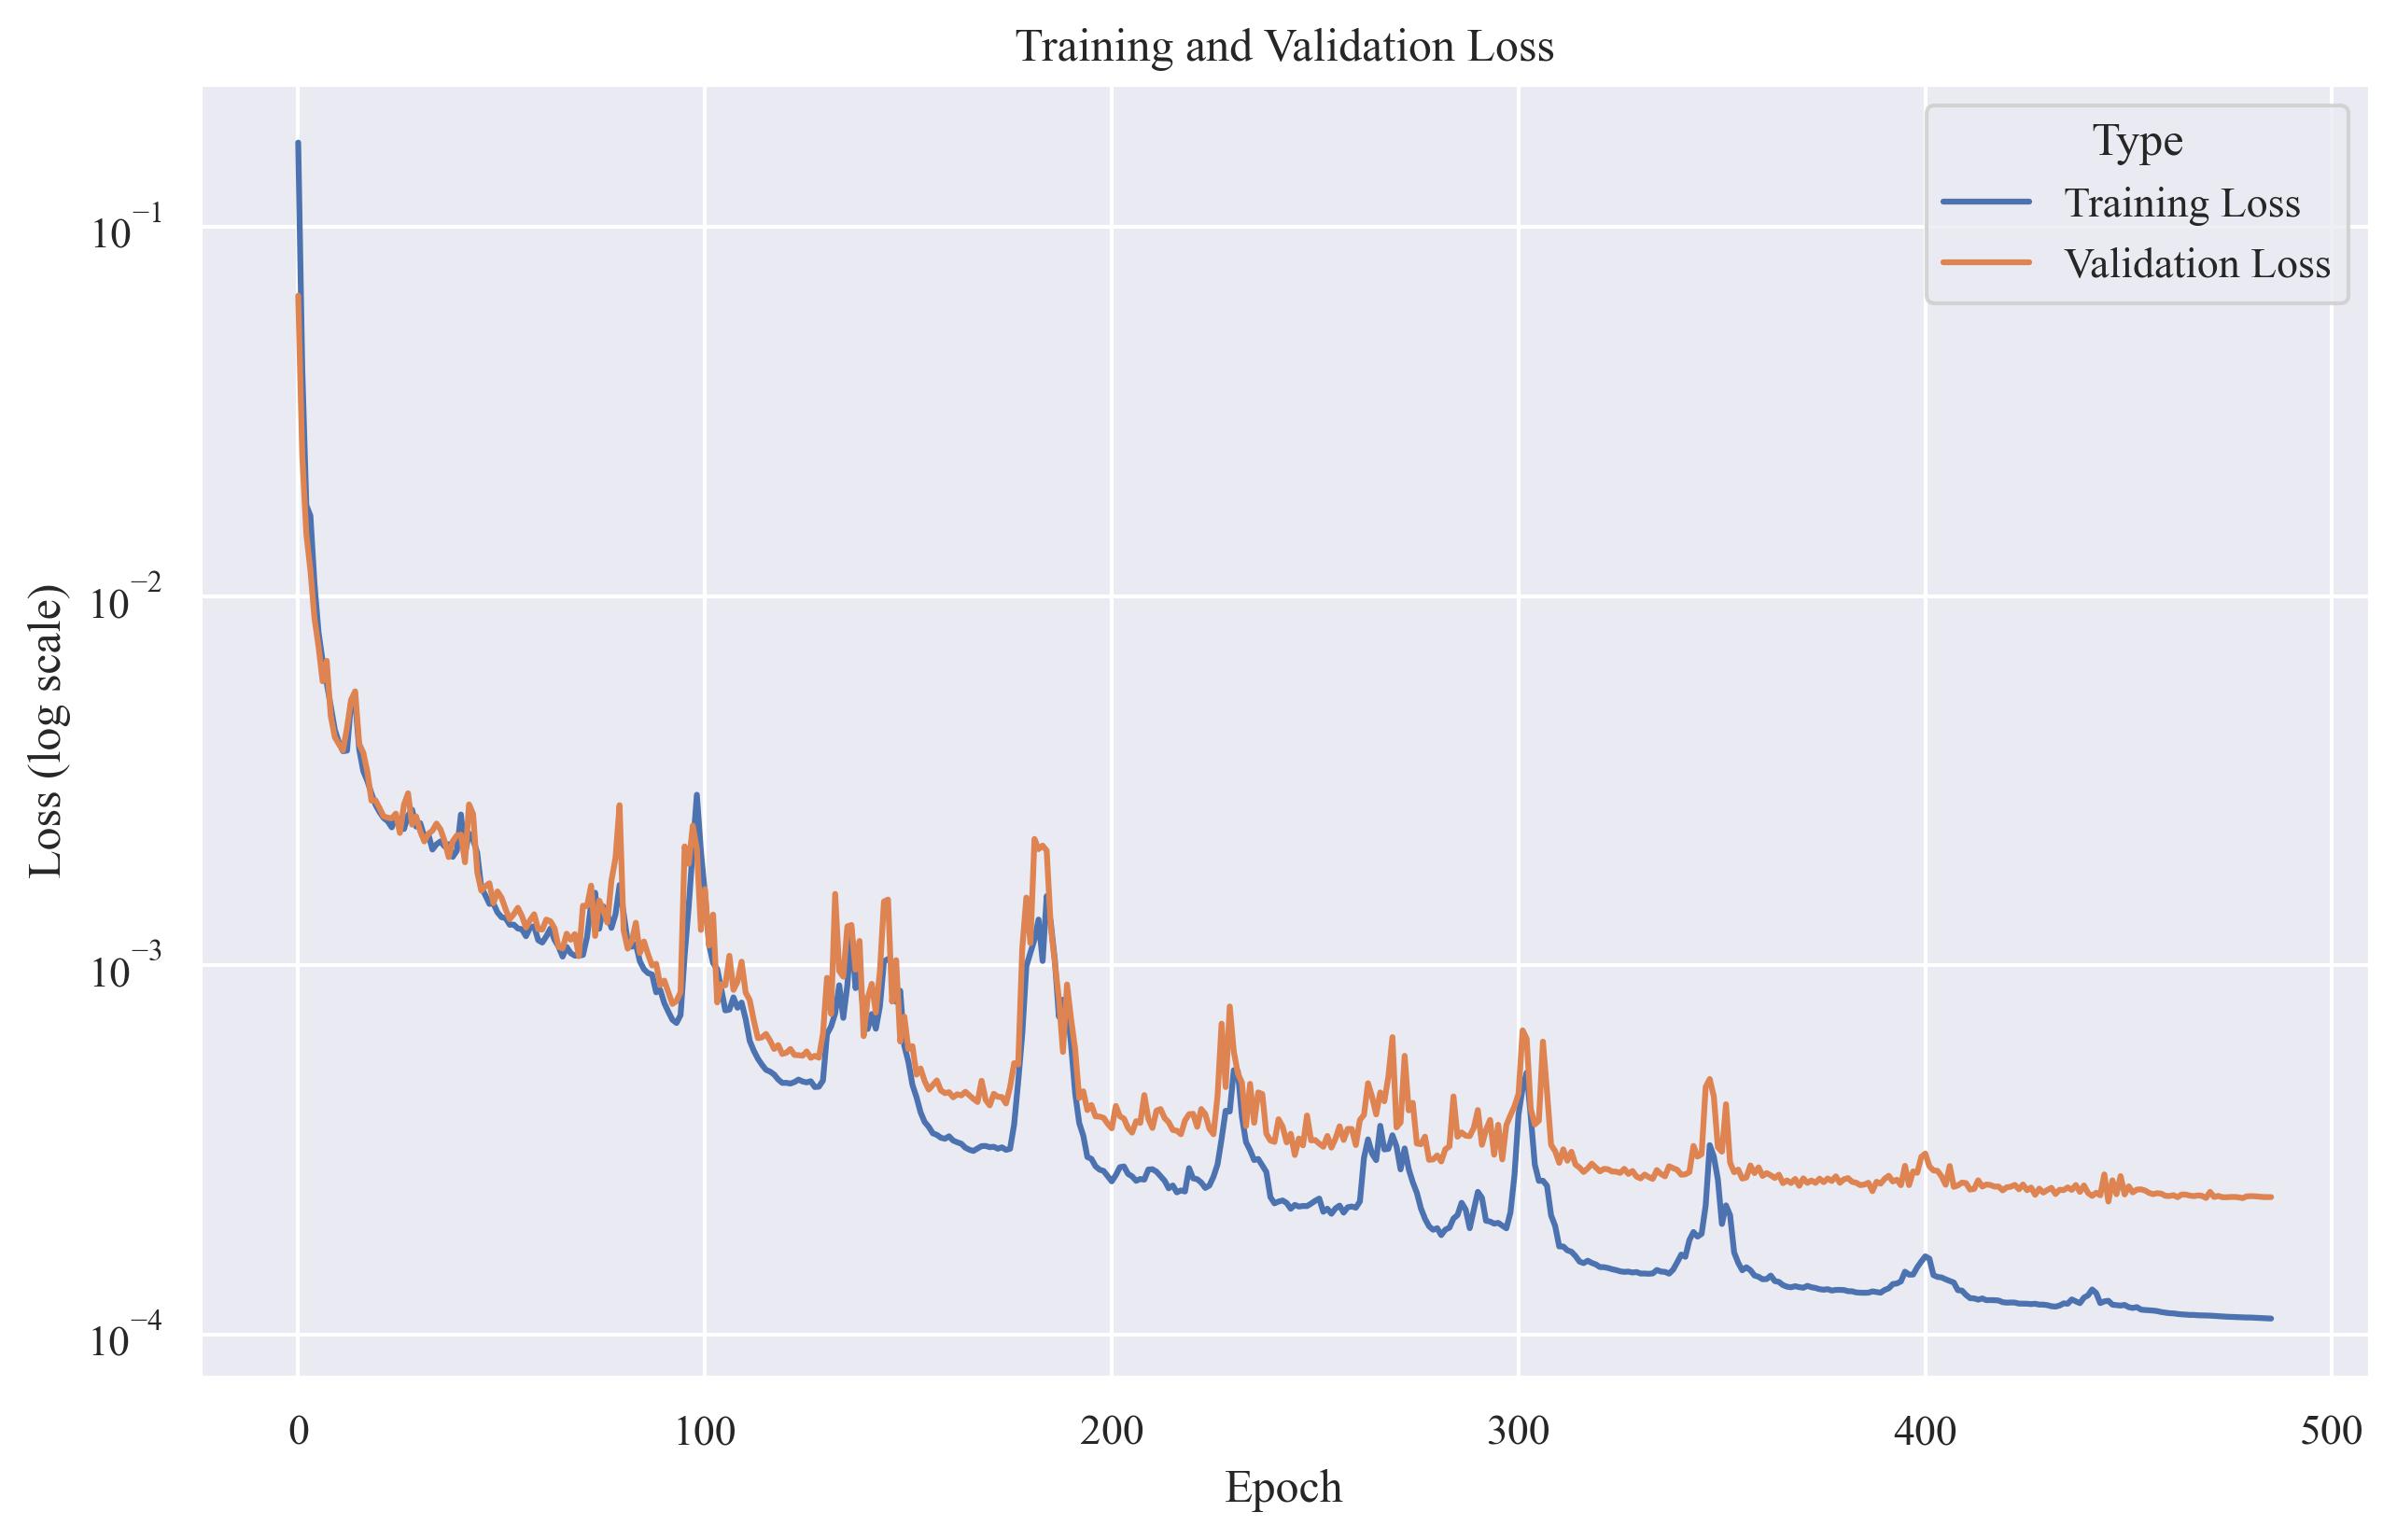 Training and Validation Loss
Type
Training Loss
Validation Loss
10^−1
10^−2
10^−3
10^−4
Loss (log scale)
0 100 200 300 400 500
Epoch